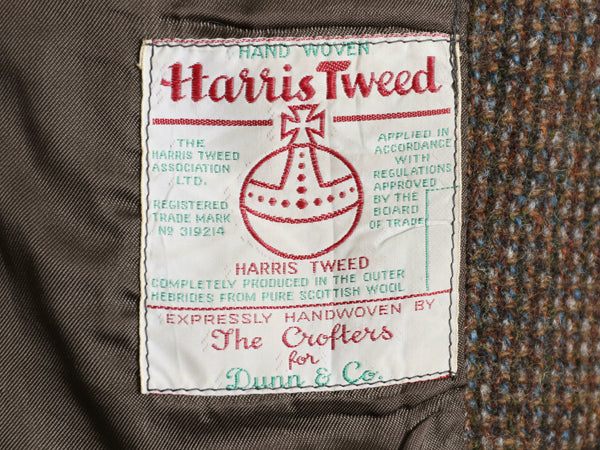 HAND WOVEN
Harris Tweed
THE
HARRIS TWEED
ASSOCIATION
LTD.
REGISTERED
TRADE MARK
No 319214
APPLIED IN
ACCORDANCE
WITH
REGULATIONS
APPROVED
BY THE
BOARD
OF TRADE
HARRIS TWEED
COMPLETELY PRODUCED IN THE OUTER
HEBRIDES FROM PURE SCOTTISH WOOL
EXPRESSLY HANDWOVEN BY
The Crofters
for
Dunn & Co.